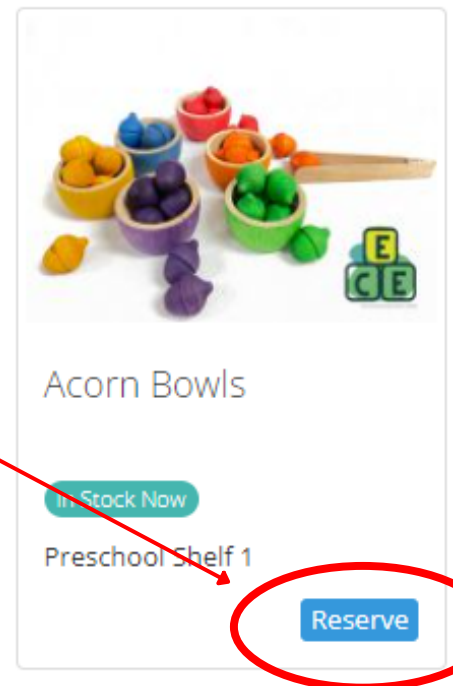 E
C E
Acorn Bowls
In Stock Now
Preschool Shelf 1
Reserve